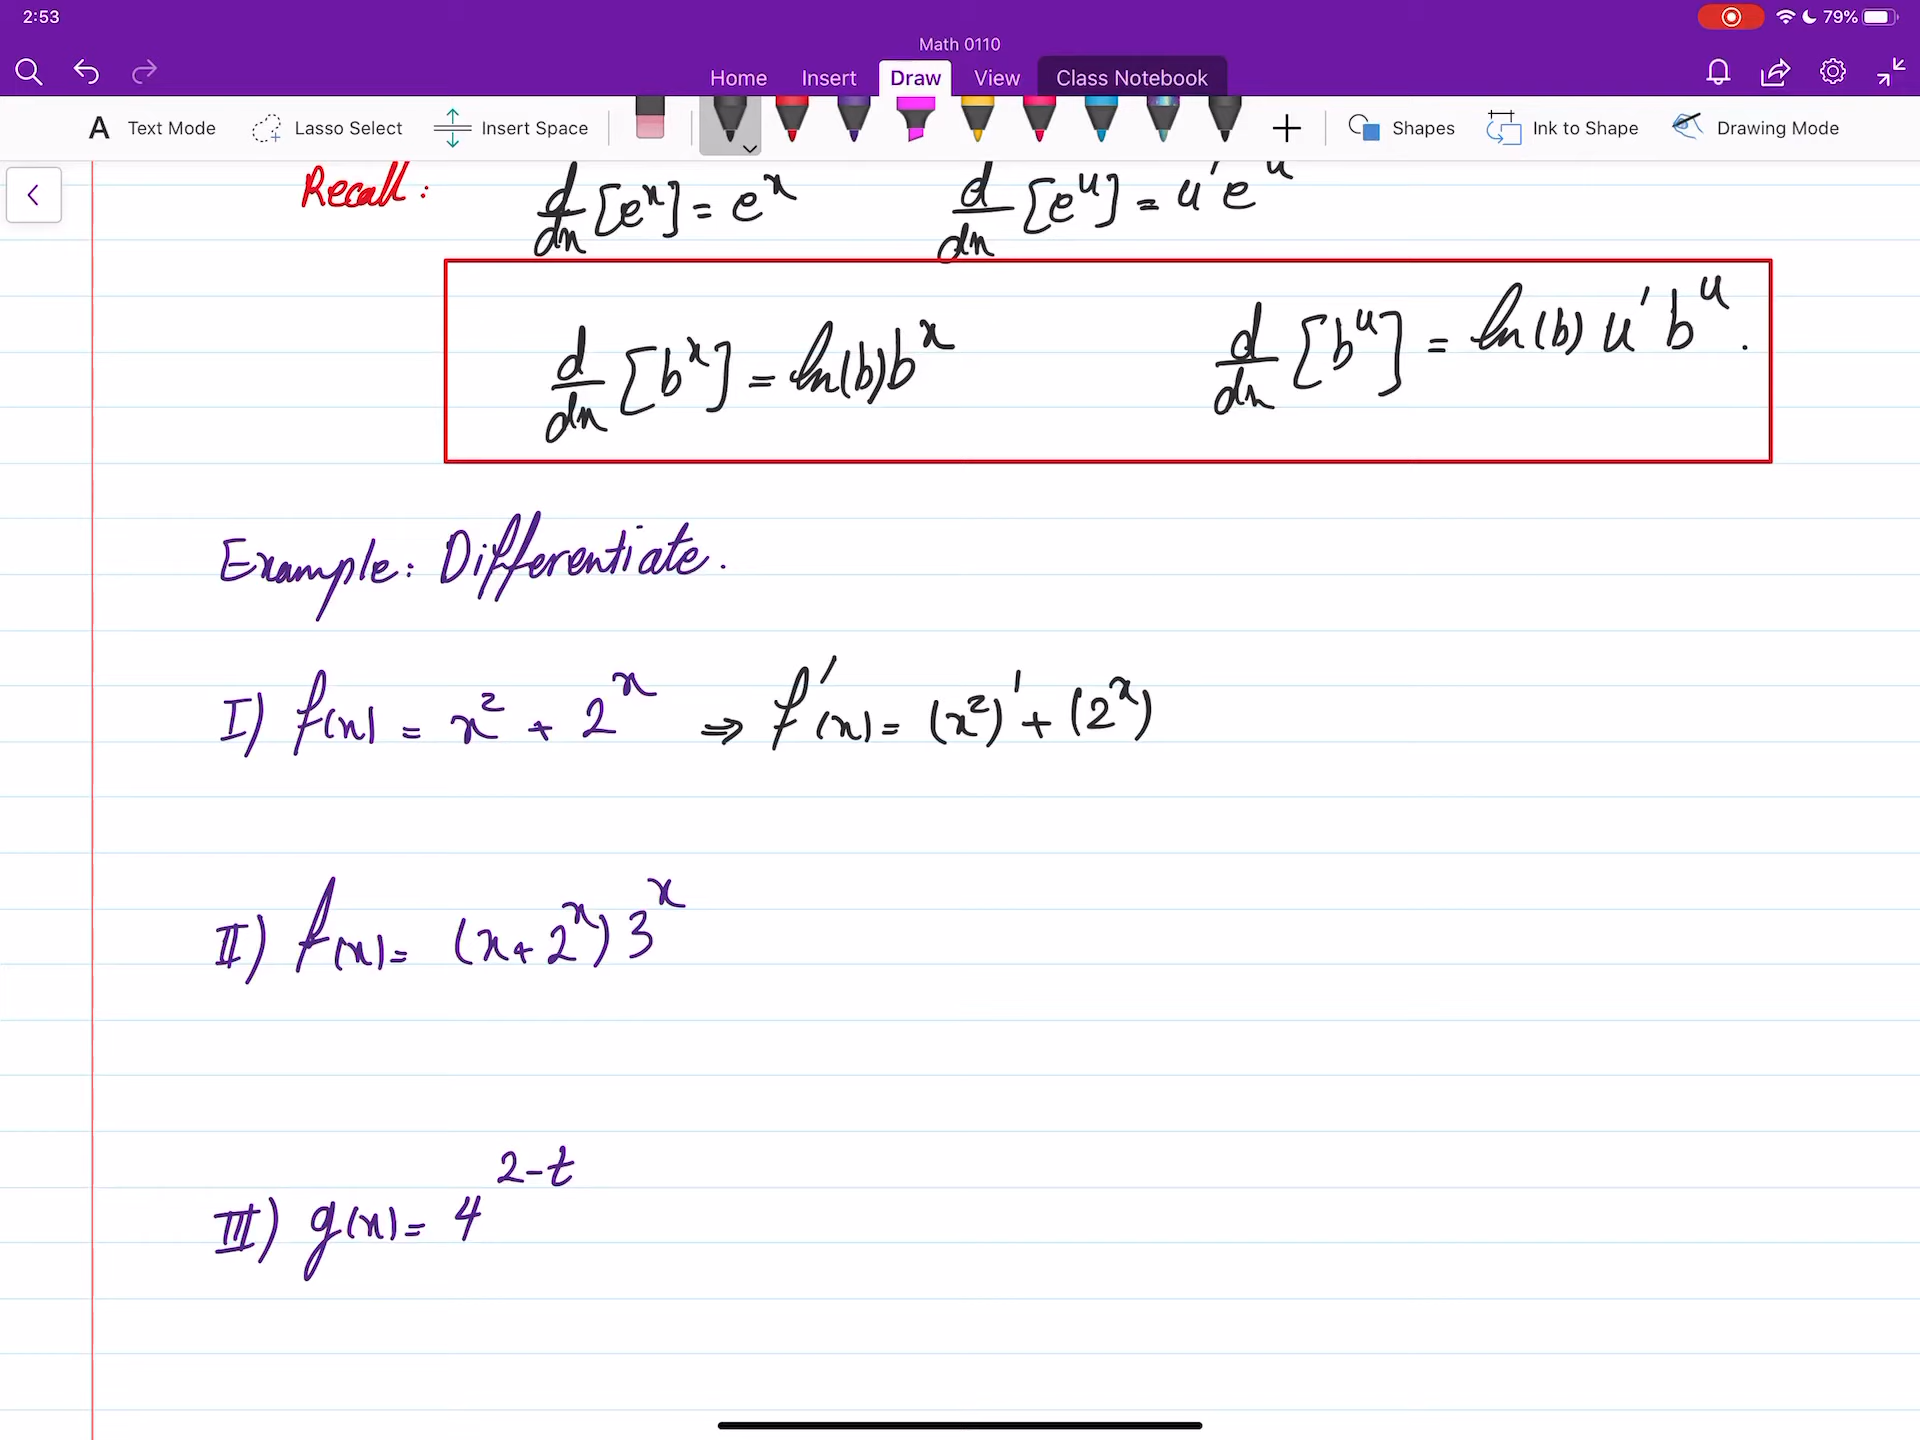 2:53
79%
Math 0110
Home Insert Draw View Class Notebook
A Text Mode Lasso Select Insert Space Shapes Ink to Shape Drawing Mode
Recall: d/dx [e^x] = e^x d/dx [e^u] = u' e^u
d/dx [b^x] = ln(b) b^x d/dx [b^u] = ln(b) u' b^u.
Example: Differentiate.
I) f(x) = x² + 2^x ⇒ f'(x) = (x²)' + (2^x)
II) f(x) = (x + 2^x) 3^x
III) g(x) = 4^(2-t)